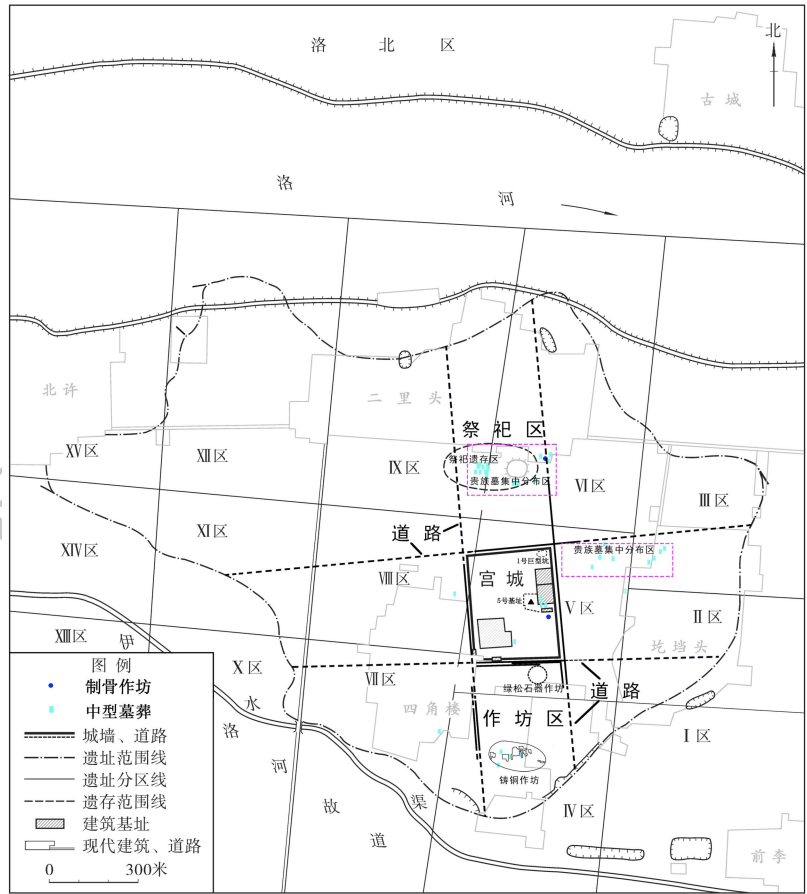 洛北区
北
古城
洛河
北许
二里头
祭祀区
祭祀遗存区
贵族墓集中分布区
XV区
XII区
IX区
VI区
III区
道路
贵族墓集中分布区
XI区
XIV区
VIII区
1号巨型坑
宫城
5号基址
V区
II区
XIII区
伊
圪垱头
X区
VII区
绿松石器作坊
道路
四角楼
作坊区
水
I区
洛
河
铸铜作坊
渠
故
道
IV区
前李
图例
制骨作坊
中型墓葬
城墙、道路
遗址范围线
遗址分区线
遗存范围线
建筑基址
现代建筑、道路
0 300米